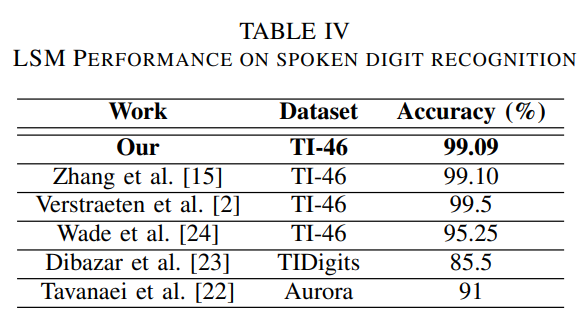 TABLE IV
LSM PERFORMANCE ON SPOKEN DIGIT RECOGNITION
Work Dataset Accuracy (%)
Our TI-46 99.09
Zhang et al. [15] TI-46 99.10
Verstraeten et al. [2] TI-46 99.5
Wade et al. [24] TI-46 95.25
Dibazar et al. [23] TIDigits 85.5
Tavanaei et al. [22] Aurora 91